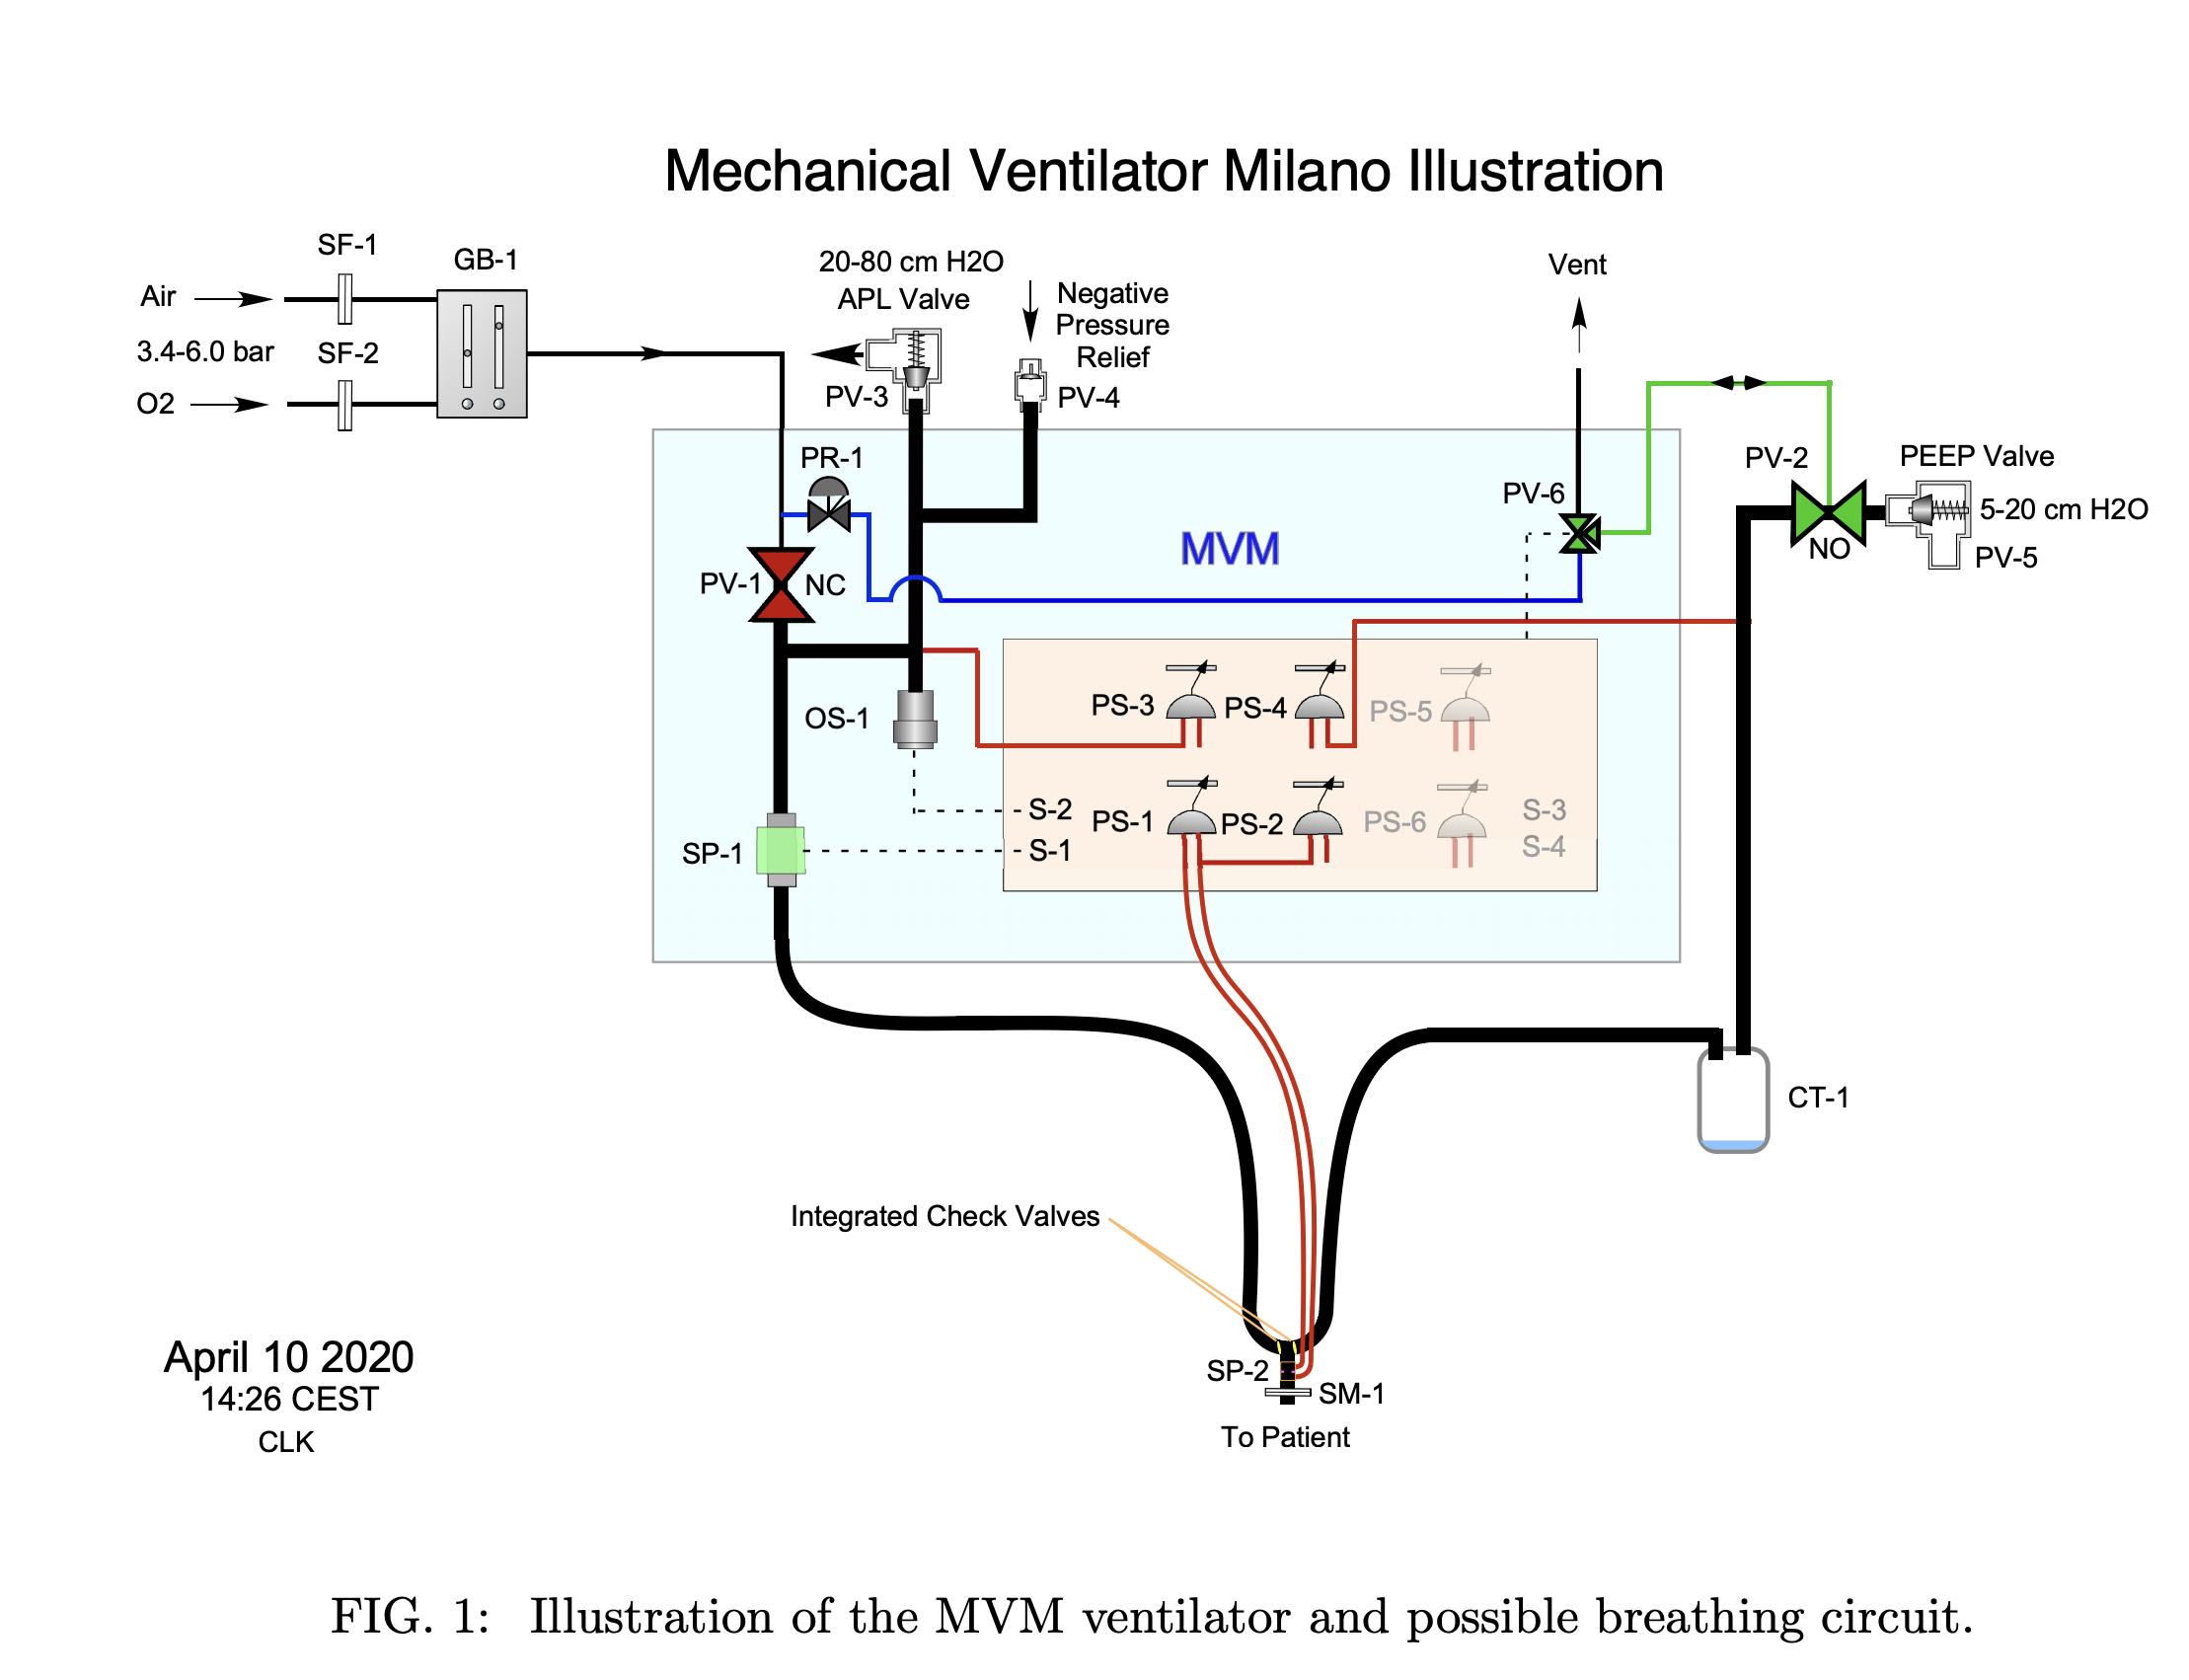 Mechanical Ventilator Milano Illustration
SF-1
GB-1
Air
3.4-6.0 bar
SF-2
O2
20-80 cm H2O
APL Valve
PV-3
Negative
Pressure
Relief
PV-4
Vent
PR-1
PV-1
NC
MVM
PV-6
PV-2
NO
PEEP Valve
5-20 cm H2O
PV-5
OS-1
PS-3
PS-4
PS-5
S-2
S-1
PS-1
PS-2
PS-6
S-3
S-4
SP-1
CT-1
Integrated Check Valves
SP-2
SM-1
To Patient
April 10 2020
14:26 CEST
CLK
FIG. 1: Illustration of the MVM ventilator and possible breathing circuit.